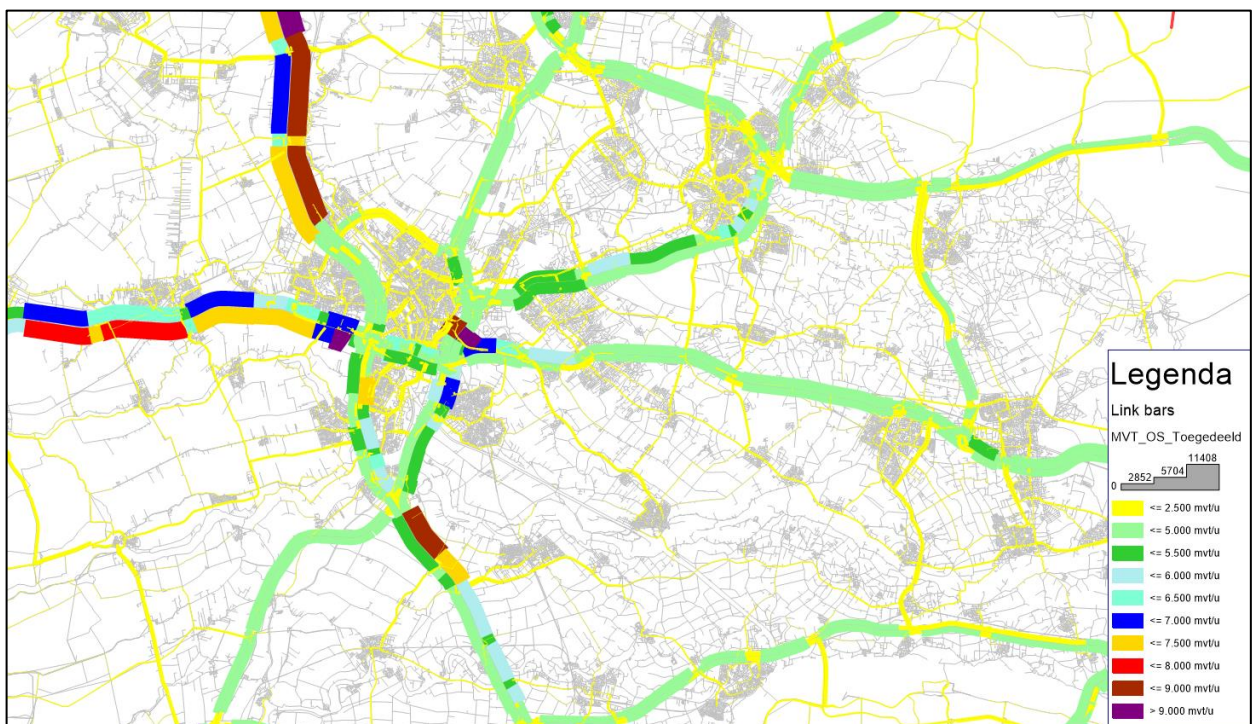 Legenda
Link bars
MVT_OS_Toegedeeld
11408
5704
2852
0
<= 2.500 mvt/u
<= 5.000 mvt/u
<= 5.500 mvt/u
<= 6.000 mvt/u
<= 6.500 mvt/u
<= 7.000 mvt/u
<= 7.500 mvt/u
<= 8.000 mvt/u
<= 9.000 mvt/u
> 9.000 mvt/u